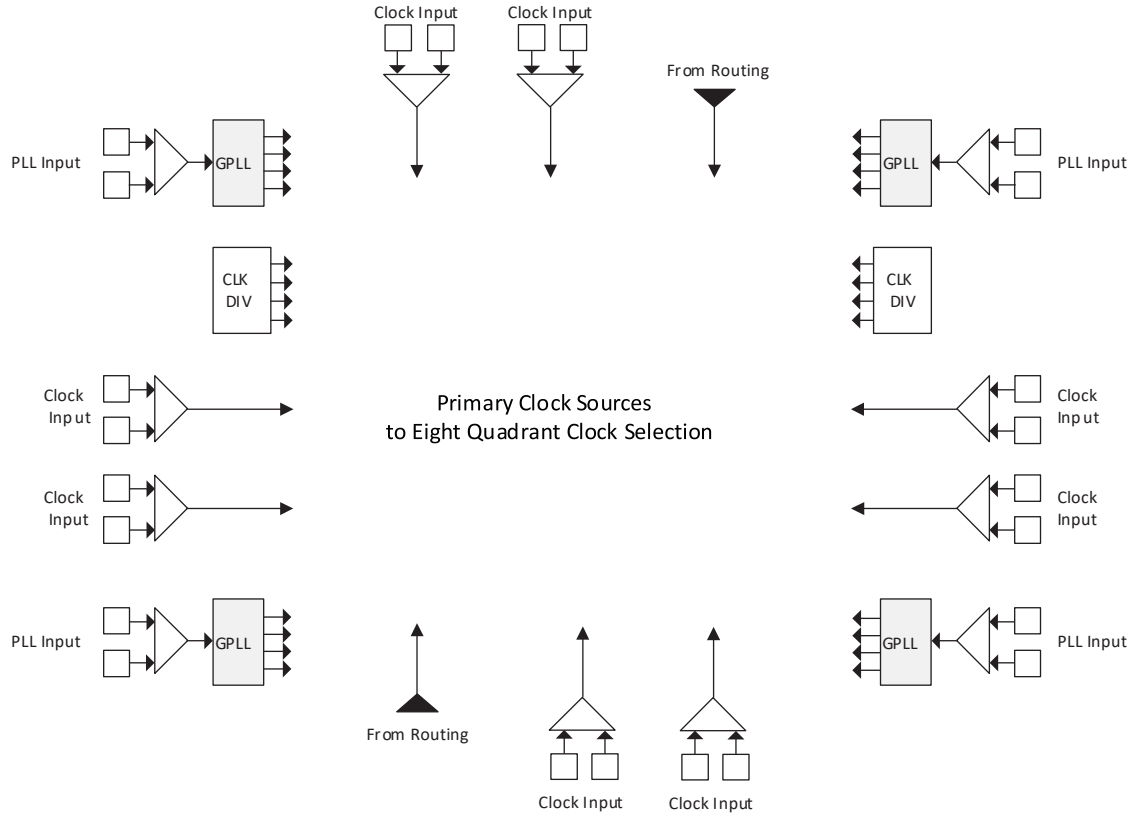 Clock Input
Clock Input
From Routing
PLL Input
GPLL
GPLL
PLL Input
CLK
DIV
CLK
DIV
Clock
Input
Primary Clock Sources
to Eight Quadrant Clock Selection
Clock
Input
Clock
Input
Clock
Input
PLL Input
GPLL
GPLL
PLL Input
From Routing
Clock Input
Clock Input